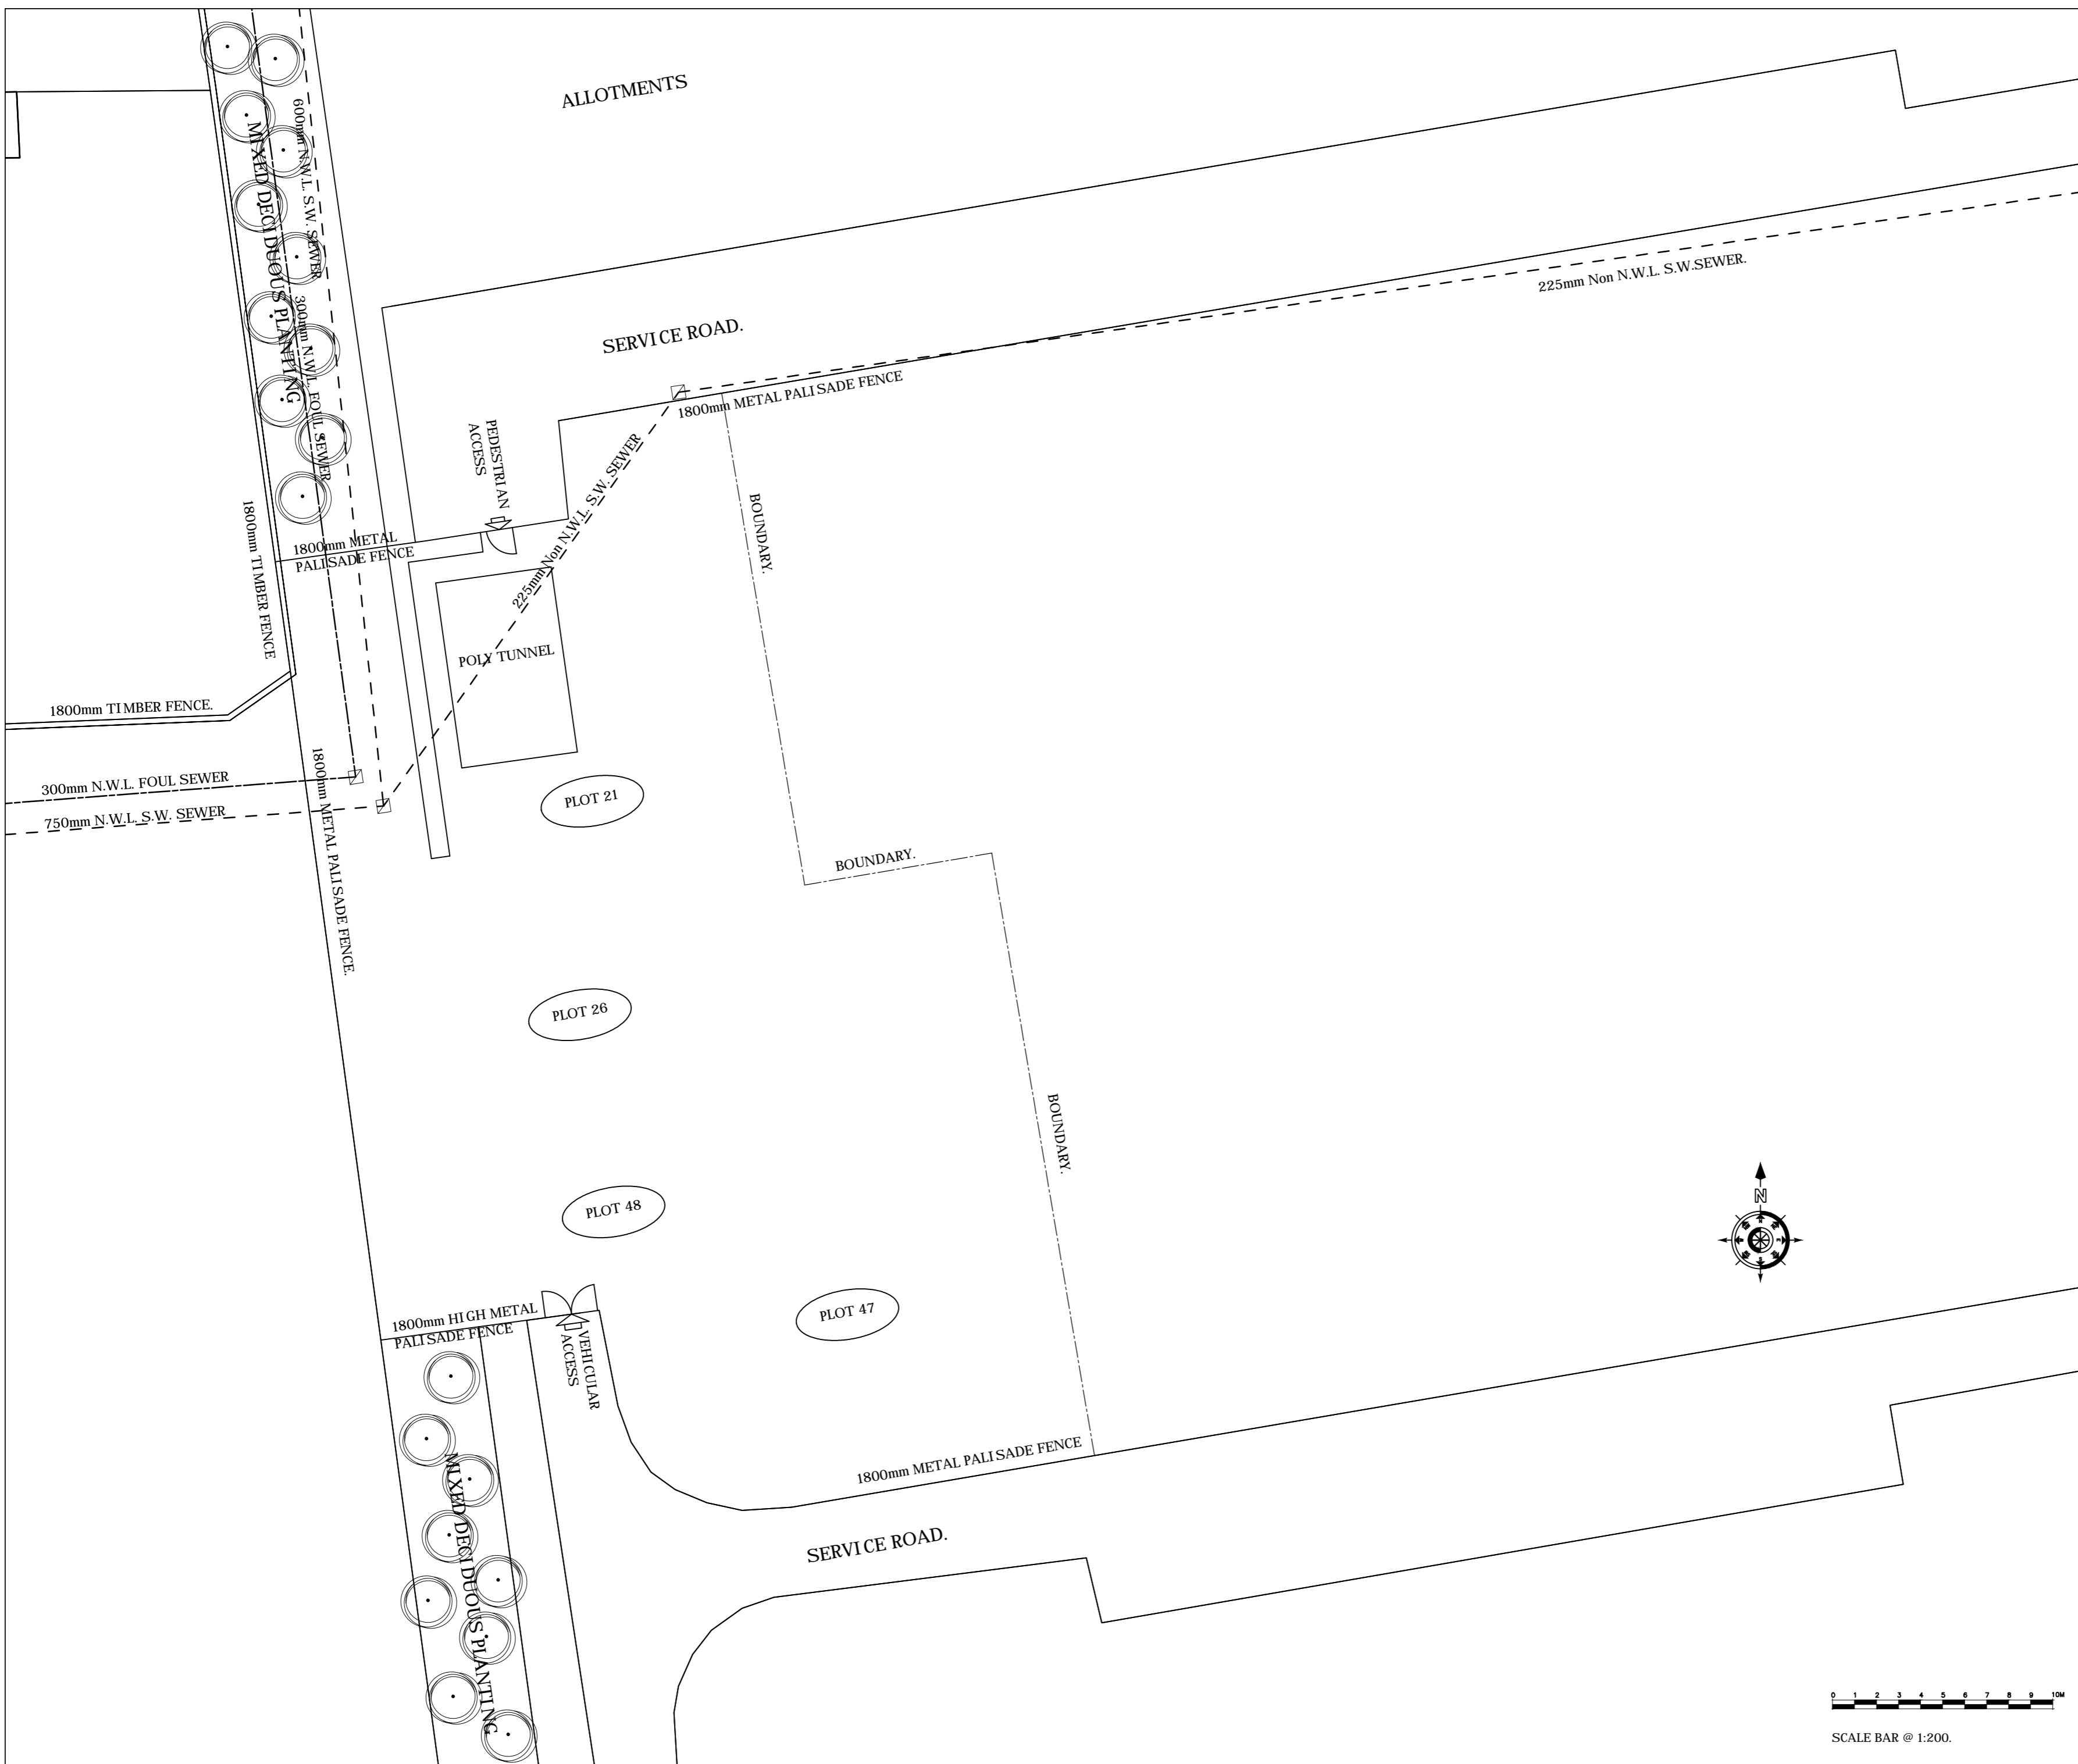 ALLOTMENTS
600mm N.W.L. S.W. SEWER
MIXED DECIDUOUS PLANTING
225mm Non N.W.L. S.W.SEWER.
300mm N.W.L. FOUL SEWER
SERVICE ROAD.
1800mm METAL PALISADE FENCE
PEDESTRIAN
ACCESS
225mm Non N.W.L. S.W. SEWER
BOUNDARY.
1800mm TIMBER FENCE
1800mm METAL
PALISADE FENCE
POLY TUNNEL
1800mm TIMBER FENCE.
1800mm METAL PALISADE FENCE.
300mm N.W.L. FOUL SEWER
750mm N.W.L. S.W. SEWER
PLOT 21
BOUNDARY.
PLOT 26
BOUNDARY.
N
PLOT 48
PLOT 47
1800mm HIGH METAL
PALISADE FENCE
VEHICULAR
ACCESS
1800mm METAL PALISADE FENCE
MIXED DECIDUOUS PLANTING
SERVICE ROAD.
0 1 2 3 4 5 6 7 8 9 10M
SCALE BAR @ 1:200.